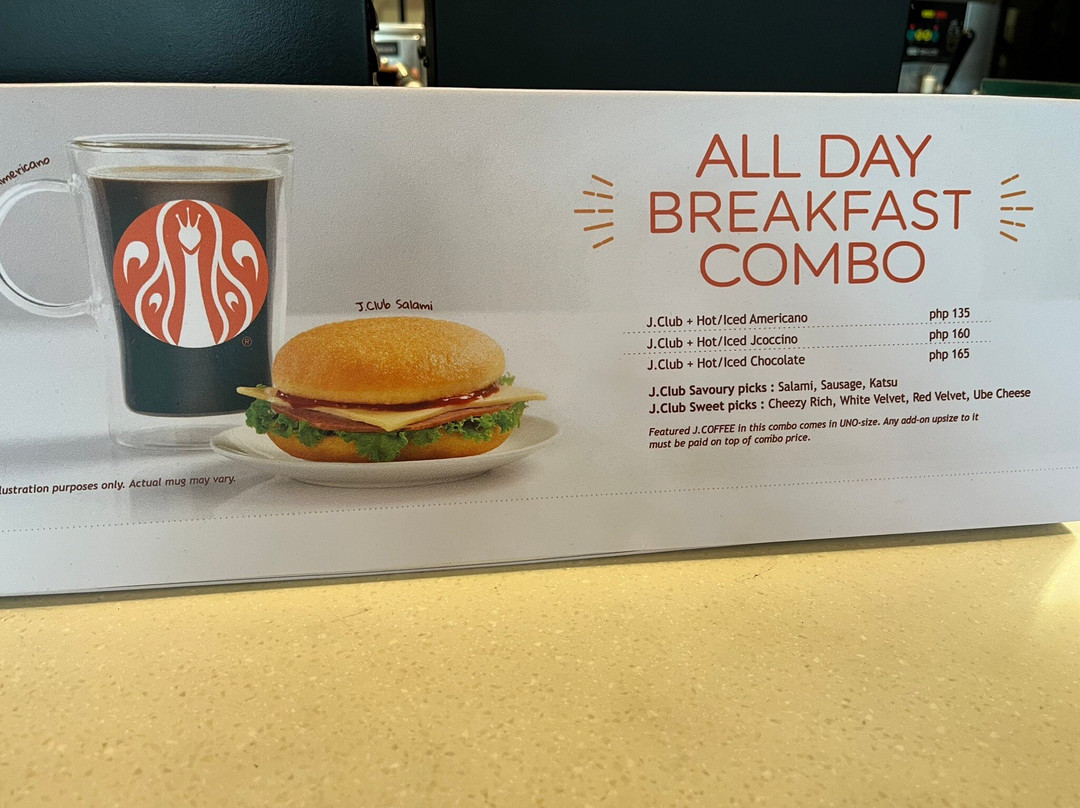 ALL DAY
BREAKFAST
COMBO
J.Club + Hot/Iced Americano php 135
J.Club + Hot/Iced Jcoccino php 160
J.Club + Hot/Iced Chocolate php 165
J.Club Savoury picks : Salami, Sausage, Katsu
J.Club Sweet picks : Cheezy Rich, White Velvet, Red Velvet, Ube Cheese
Featured J.COFFEE in this combo comes in UNO-size. Any add-on upsize to it
must be paid on top of combo price.
mericano
®
J.Club Salami
lustration purposes only. Actual mug may vary.